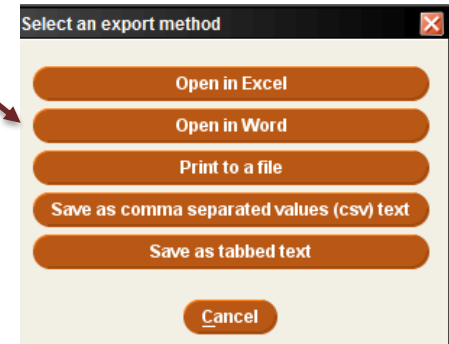 Select an export method
Open in Excel
Open in Word
Print to a file
Save as comma separated values (csv) text
Save as tabbed text
Cancel